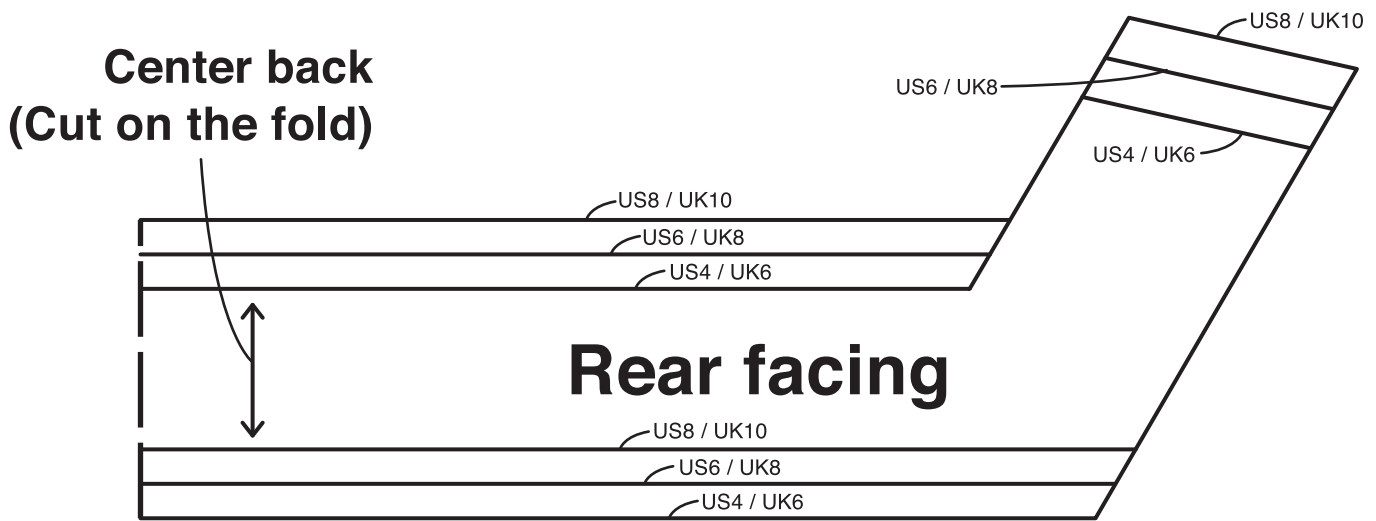 US8 / UK10
Center back
(Cut on the fold)
US6 / UK8
US4 / UK6
US8 / UK10
US6 / UK8
US4 / UK6
Rear facing
US8 / UK10
US6 / UK8
US4 / UK6